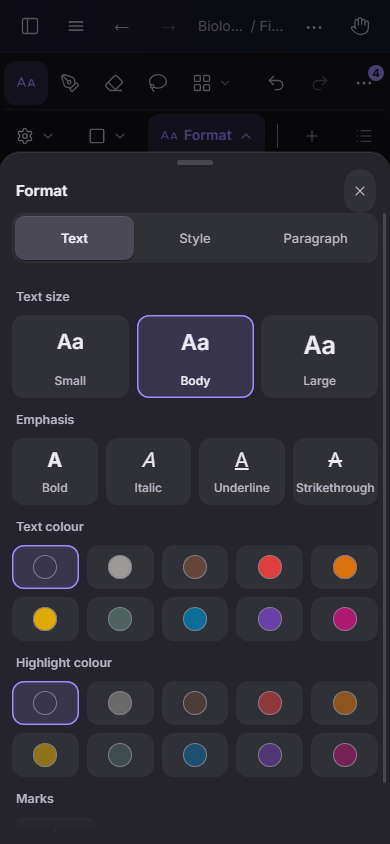 Biolo... / Fi...
AA
4
AA Format
Format
Text
Style
Paragraph
Text size
Aa
Aa
Aa
Small
Body
Large
Emphasis
A
A
A
A
Bold
Italic
Underline
Strikethrough
Text colour
Highlight colour
Marks